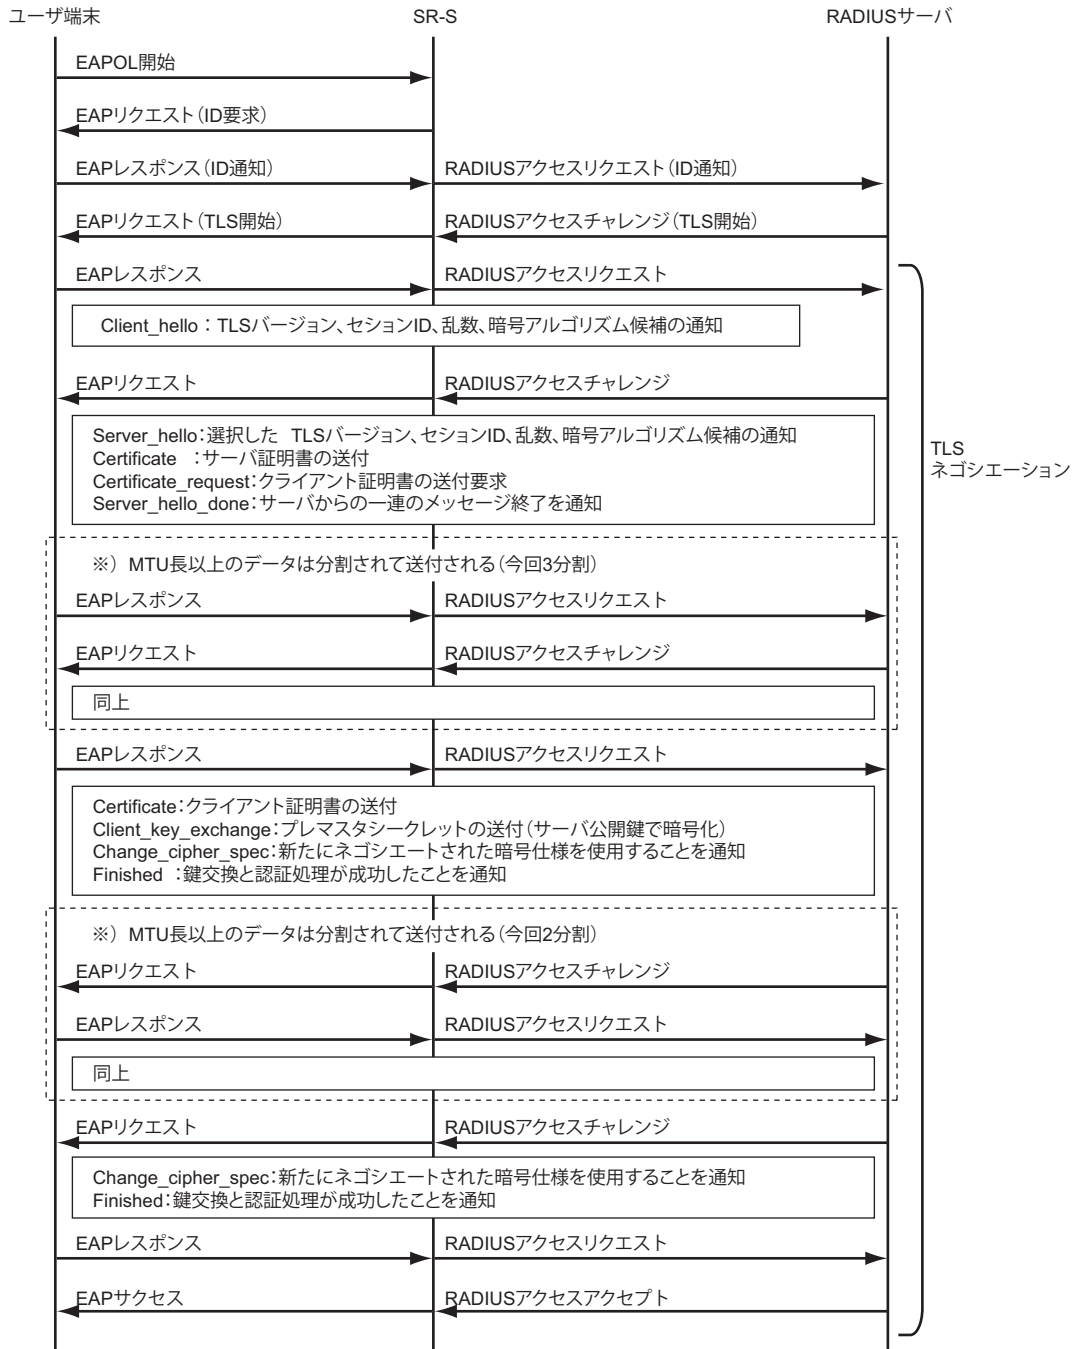 ユーザ端末 SR-S RADIUSサーバ
EAPOL開始
EAPリクエスト（ID要求）
EAPレスポンス（ID通知） RADIUSアクセスリクエスト（ID通知）
EAPリクエスト（TLS開始） RADIUSアクセスチャレンジ（TLS開始）
EAPレスポンス RADIUSアクセスリクエスト
Client_hello：TLSバージョン、セションID、乱数、暗号アルゴリズム候補の通知
EAPリクエスト RADIUSアクセスチャレンジ
Server_hello：選択した TLSバージョン、セションID、乱数、暗号アルゴリズム候補の通知
Certificate ：サーバ証明書の送付
Certificate_request：クライアント証明書の送付要求
Server_hello_done：サーバからの一連のメッセージ終了を通知
TLS
ネゴシエーション
※）MTU長以上のデータは分割されて送付される（今回3分割）
EAPレスポンス RADIUSアクセスリクエスト
EAPリクエスト RADIUSアクセスチャレンジ
同上
EAPレスポンス RADIUSアクセスリクエスト
Certificate：クライアント証明書の送付
Client_key_exchange：プレマスタシークレットの送付（サーバ公開鍵で暗号化）
Change_cipher_spec：新たにネゴシエートされた暗号仕様を使用することを通知
Finished ：鍵交換と認証処理が成功したことを通知
※）MTU長以上のデータは分割されて送付される（今回2分割）
EAPリクエスト RADIUSアクセスチャレンジ
EAPレスポンス RADIUSアクセスリクエスト
同上
EAPリクエスト RADIUSアクセスチャレンジ
Change_cipher_spec：新たにネゴシエートされた暗号仕様を使用することを通知
Finished：鍵交換と認証処理が成功したことを通知
EAPレスポンス RADIUSアクセスリクエスト
EAPサクセス RADIUSアクセスアクセプト